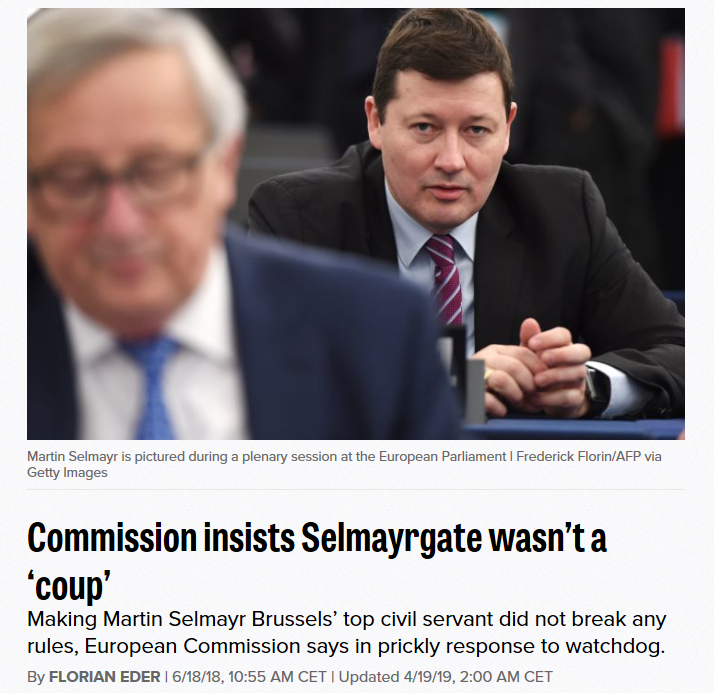 Martin Selmayr is pictured during a plenary session at the European Parliament | Frederick Florin/AFP via
Getty Images
Commission insists Selmayrgate wasn’t a
‘coup’
Making Martin Selmayr Brussels’ top civil servant did not break any
rules, European Commission says in prickly response to watchdog.
By FLORIAN EDER | 6/18/18, 10:55 AM CET | Updated 4/19/19, 2:00 AM CET